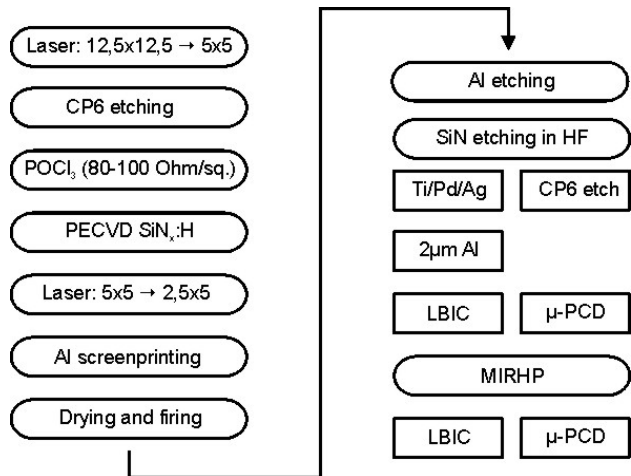 Laser: 12,5x12,5 → 5x5
CP6 etching
POCl₃ (80-100 Ohm/sq.)
PECVD SiNₓ:H
Laser: 5x5 → 2,5x5
Al screenprinting
Drying and firing
Al etching
SiN etching in HF
Ti/Pd/Ag CP6 etch
2µm Al
LBIC µ-PCD
MIRHP
LBIC µ-PCD